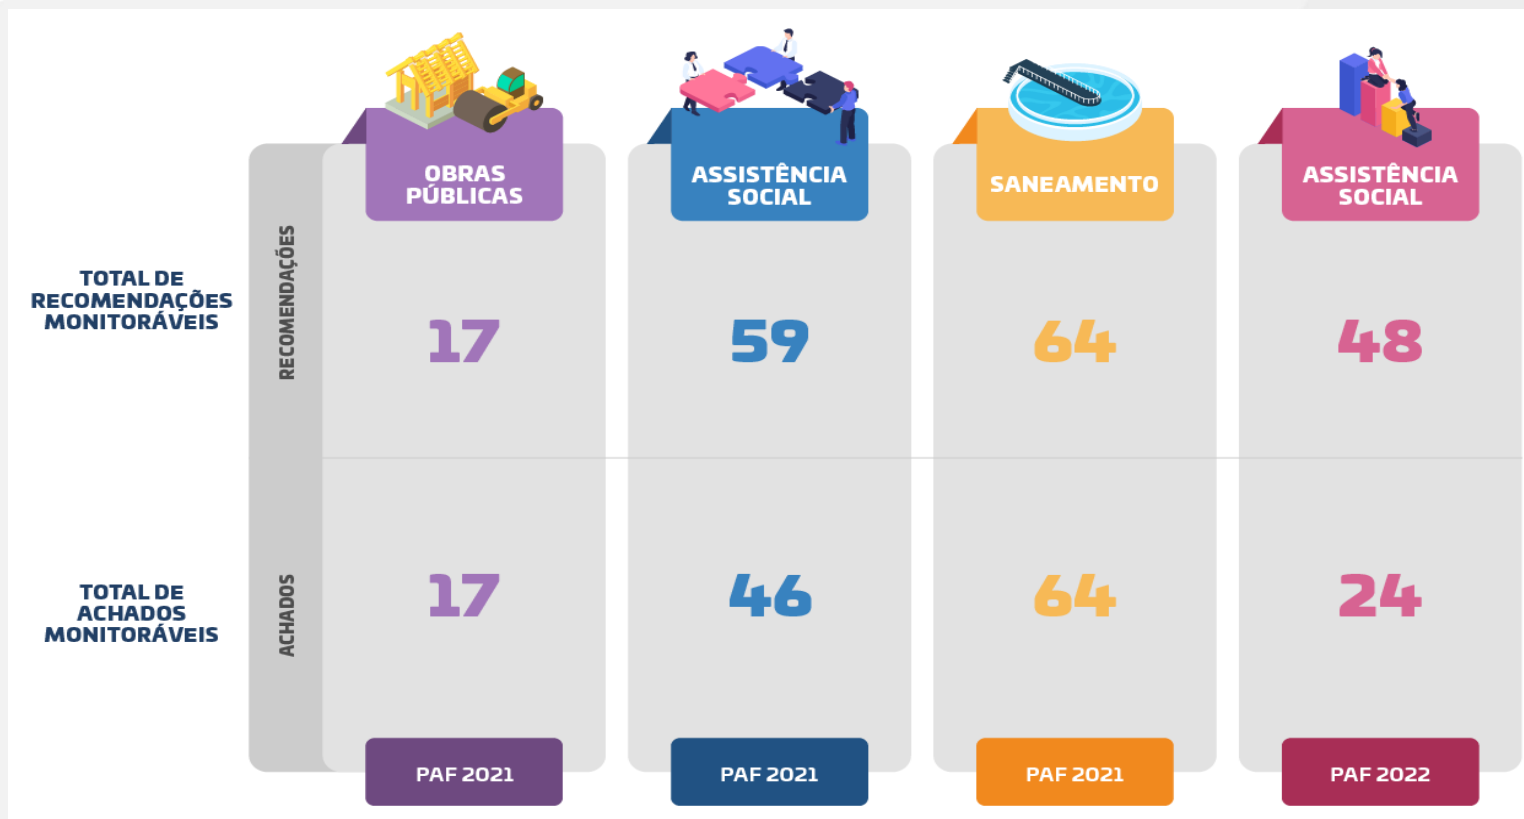 OBRAS
PÚBLICAS
ASSISTÊNCIA
SOCIAL
SANEAMENTO
ASSISTÊNCIA
SOCIAL
TOTAL DE
RECOMENDAÇÕES
MONITORÁVEIS
RECOMENDAÇÕES
17
59
64
48
TOTAL DE
ACHADOS
MONITORÁVEIS
ACHADOS
17
46
64
24
PAF 2021
PAF 2021
PAF 2021
PAF 2022